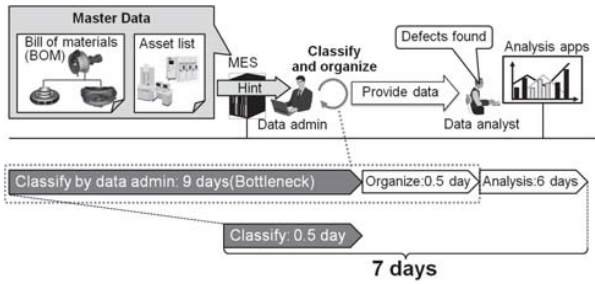 Master Data
Bill of materials
(BOM)
Asset list
MES
Hint
Data admin
Classify
and organize
Provide data
Defects found
Data analyst
Analysis apps
Classify by data admin: 9 days(Bottleneck)
Organize:0.5 day
Analysis:6 days
Classify: 0.5 day
7 days